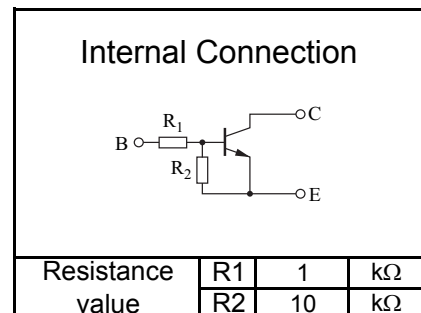 Internal Connection
C
R1
B
R2
E
Resistance value R1 1 kΩ
R2 10 kΩ